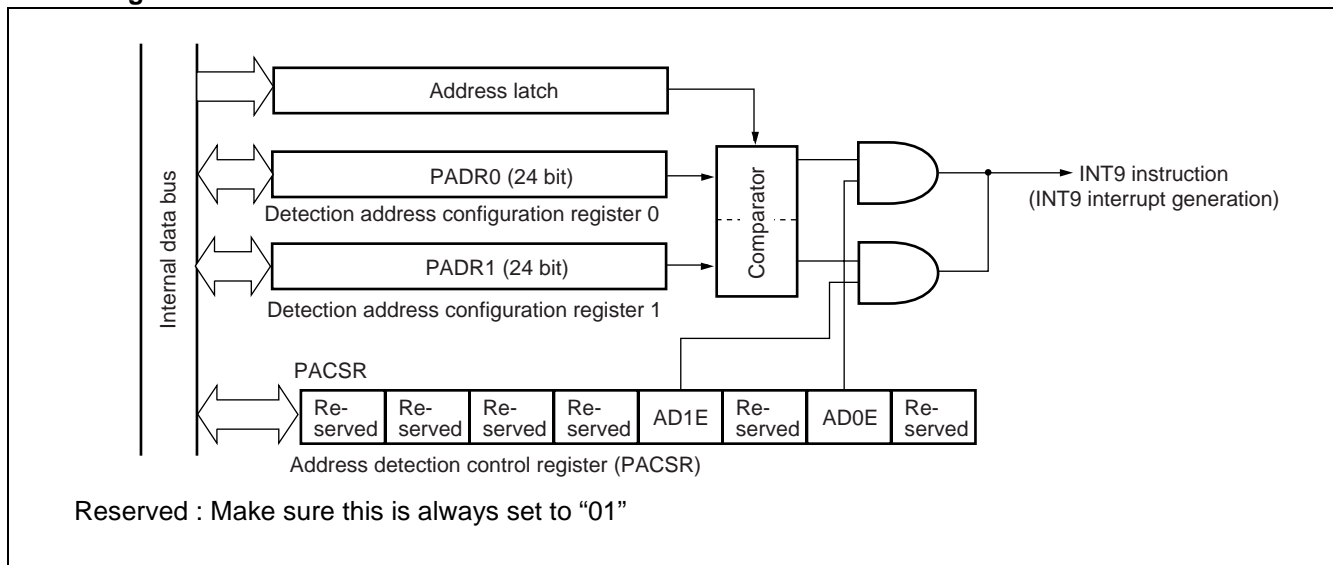 Address latch
PADR0 (24 bit)
Detection address configuration register 0
PADR1 (24 bit)
Detection address configuration register 1
Internal data bus
Comparator
INT9 instruction
(INT9 interrupt generation)
PACSR
Re-
served
Re-
served
Re-
served
Re-
served
AD1E
Re-
served
AD0E
Re-
served
Address detection control register (PACSR)
Reserved : Make sure this is always set to “01”